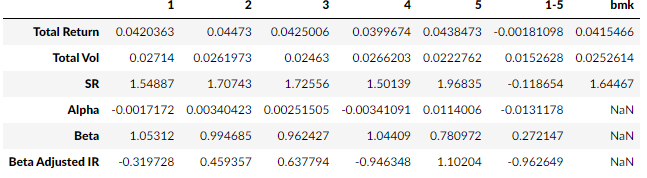 1 2 3 4 5 1-5 bmk
Total Return 0.0420363 0.04473 0.0425006 0.0399674 0.0438473 -0.00181098 0.0415466
Total Vol 0.02714 0.0261973 0.02463 0.0266203 0.0222762 0.0152628 0.0252614
SR 1.54887 1.70743 1.72556 1.50139 1.96835 -0.118654 1.64467
Alpha -0.0017172 0.00340423 0.00251505 -0.00341091 0.0114006 -0.0131178 NaN
Beta 1.05312 0.994685 0.962427 1.04409 0.780972 0.272147 NaN
Beta Adjusted IR -0.319728 0.459357 0.637794 -0.946348 1.10204 -0.962649 NaN